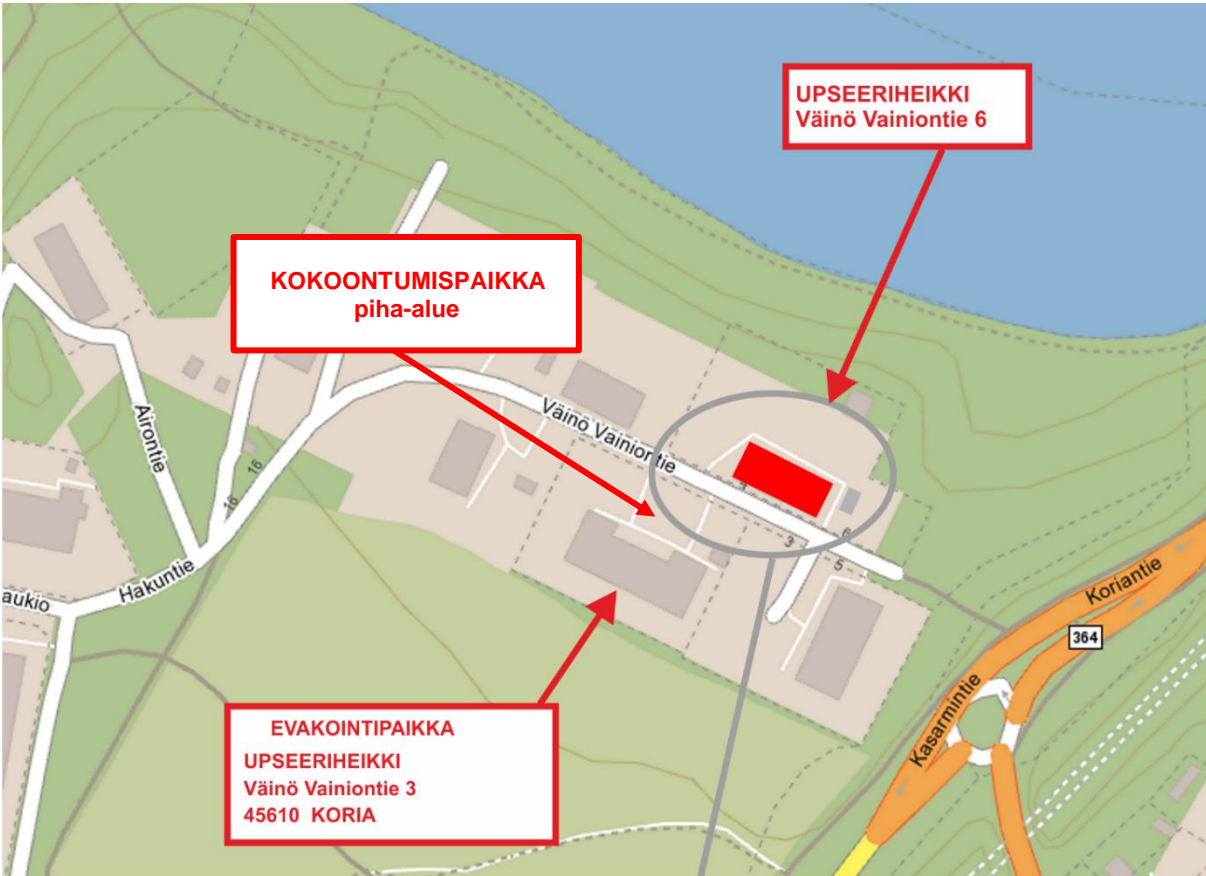 UPSEERIHEIKKI
Väinö Vainiontie 6
KOKOONTUMISPAIKKA
piha-alue
Väinö Vainiontie
Airontie
16
16
Hakuntie
aukio
3
6
5
Koriantie
364
Kasarmintie
EVAKOINTIPAIKKA
UPSEERIHEIKKI
Väinö Vainiontie 3
45610 KORIA